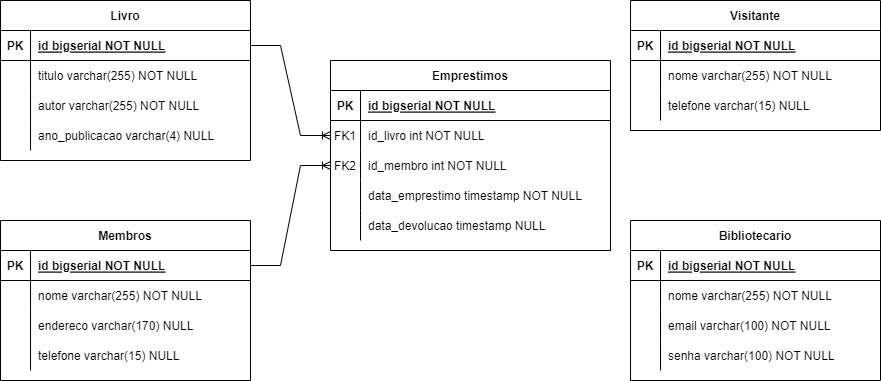 Livro
PK id bigserial NOT NULL
titulo varchar(255) NOT NULL
autor varchar(255) NOT NULL
ano_publicacao varchar(4) NULL
Emprestimos
PK id bigserial NOT NULL
FK1 id_livro int NOT NULL
FK2 id_membro int NOT NULL
data_emprestimo timestamp NOT NULL
data_devolucao timestamp NULL
Visitante
PK id bigserial NOT NULL
nome varchar(255) NOT NULL
telefone varchar(15) NULL
Membros
PK id bigserial NOT NULL
nome varchar(255) NOT NULL
endereco varchar(170) NULL
telefone varchar(15) NULL
Bibliotecario
PK id bigserial NOT NULL
nome varchar(255) NOT NULL
email varchar(100) NOT NULL
senha varchar(100) NOT NULL